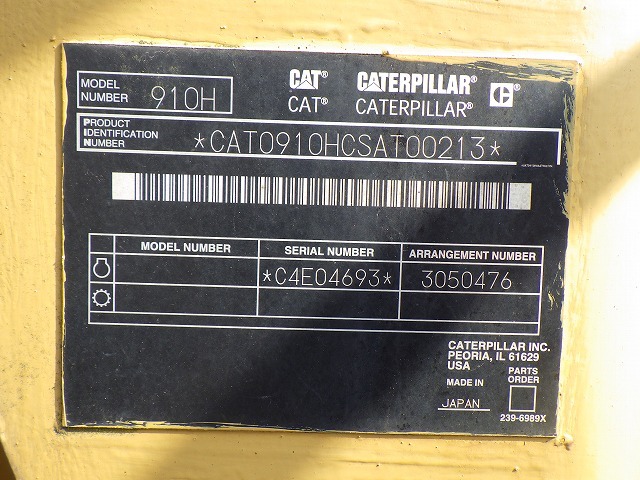 MODEL NUMBER 910H
CAT® CATERPILLAR® C®
CAT® CATERPILLAR®
PRODUCT IDENTIFICATION NUMBER *CAT0910HCSAT00213*
MODEL NUMBER SERIAL NUMBER ARRANGEMENT NUMBER
*C4E04693* 3050476
CATERPILLAR INC.
PEORIA, IL 61629
USA
MADE IN JAPAN
PARTS ORDER
239-6989X